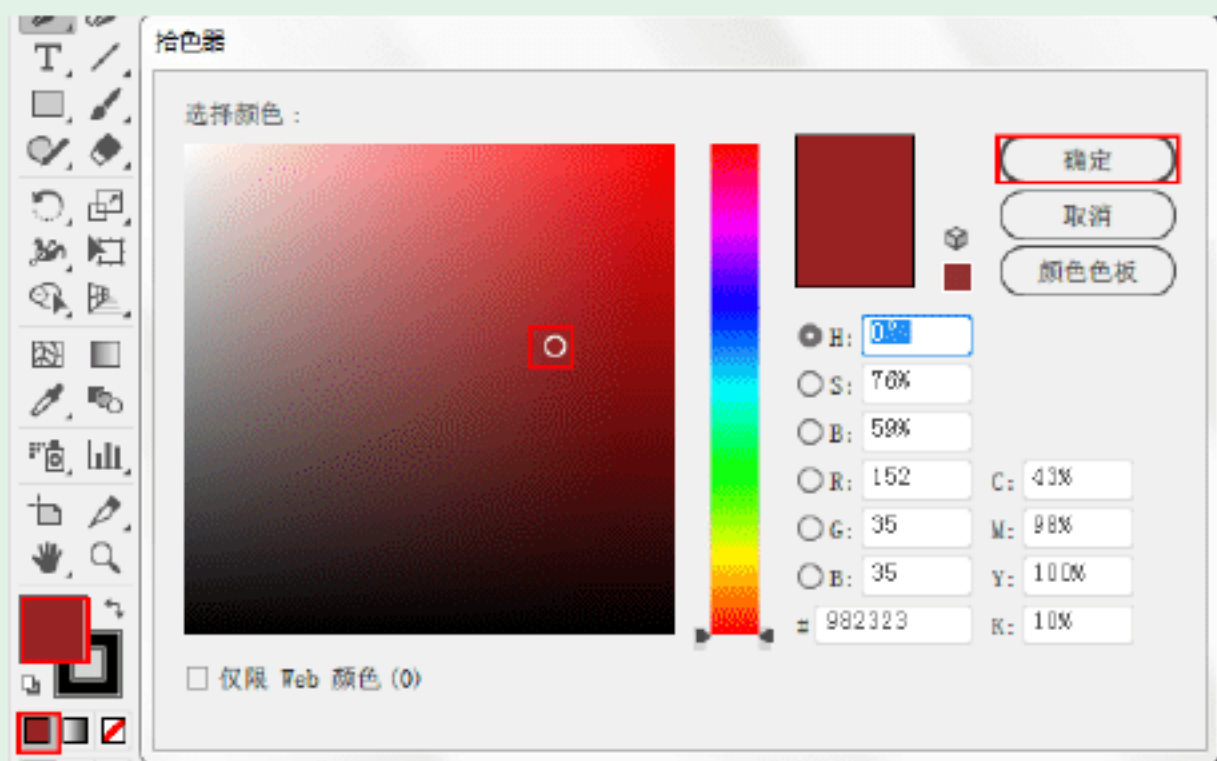 拾色器
选择颜色：
确定
取消
颜色色板
H: 0°
S: 76%
B: 59%
R: 152
C: 43%
G: 35
M: 98%
B: 35
Y: 100%
# 982323
K: 10%
仅限 Web 颜色 (O)